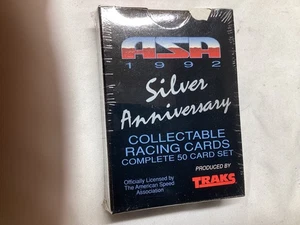 ASA
1992
Silver
Anniversary
COLLECTABLE
RACING CARDS
COMPLETE 50 CARD SET
PRODUCED BY
Officially Licensed by
The American Speed
Association
TRAKS